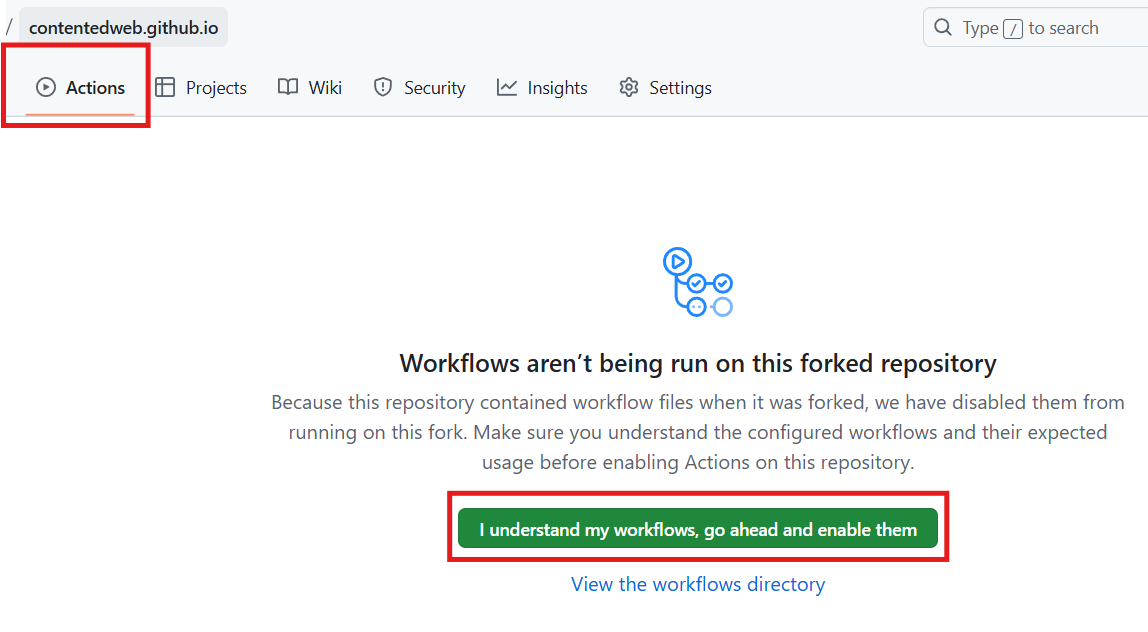 / contentedweb.github.io
Type / to search
Actions Projects Wiki Security Insights Settings
Workflows aren’t being run on this forked repository
Because this repository contained workflow files when it was forked, we have disabled them from
running on this fork. Make sure you understand the configured workflows and their expected
usage before enabling Actions on this repository.
I understand my workflows, go ahead and enable them
View the workflows directory